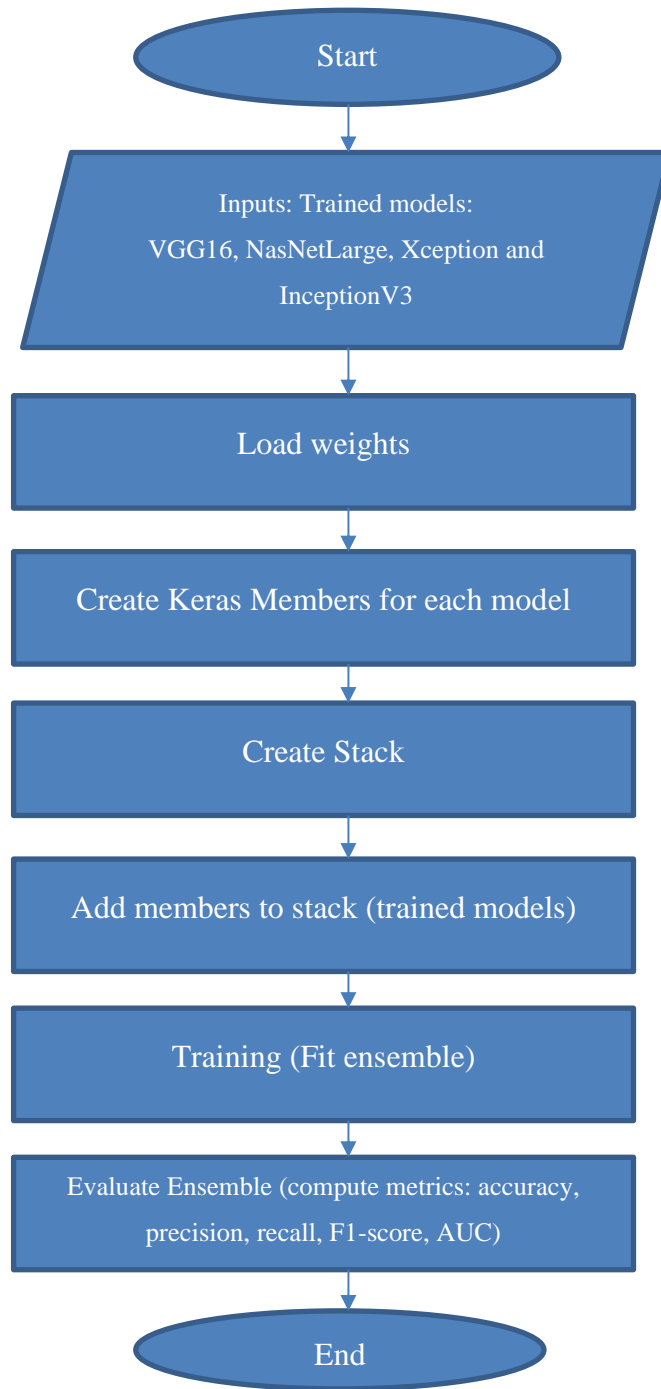 Start
Inputs: Trained models:
VGG16, NasNetLarge, Xception and
InceptionV3
Load weights
Create Keras Members for each model
Create Stack
Add members to stack (trained models)
Training (Fit ensemble)
Evaluate Ensemble (compute metrics: accuracy,
precision, recall, F1-score, AUC)
End